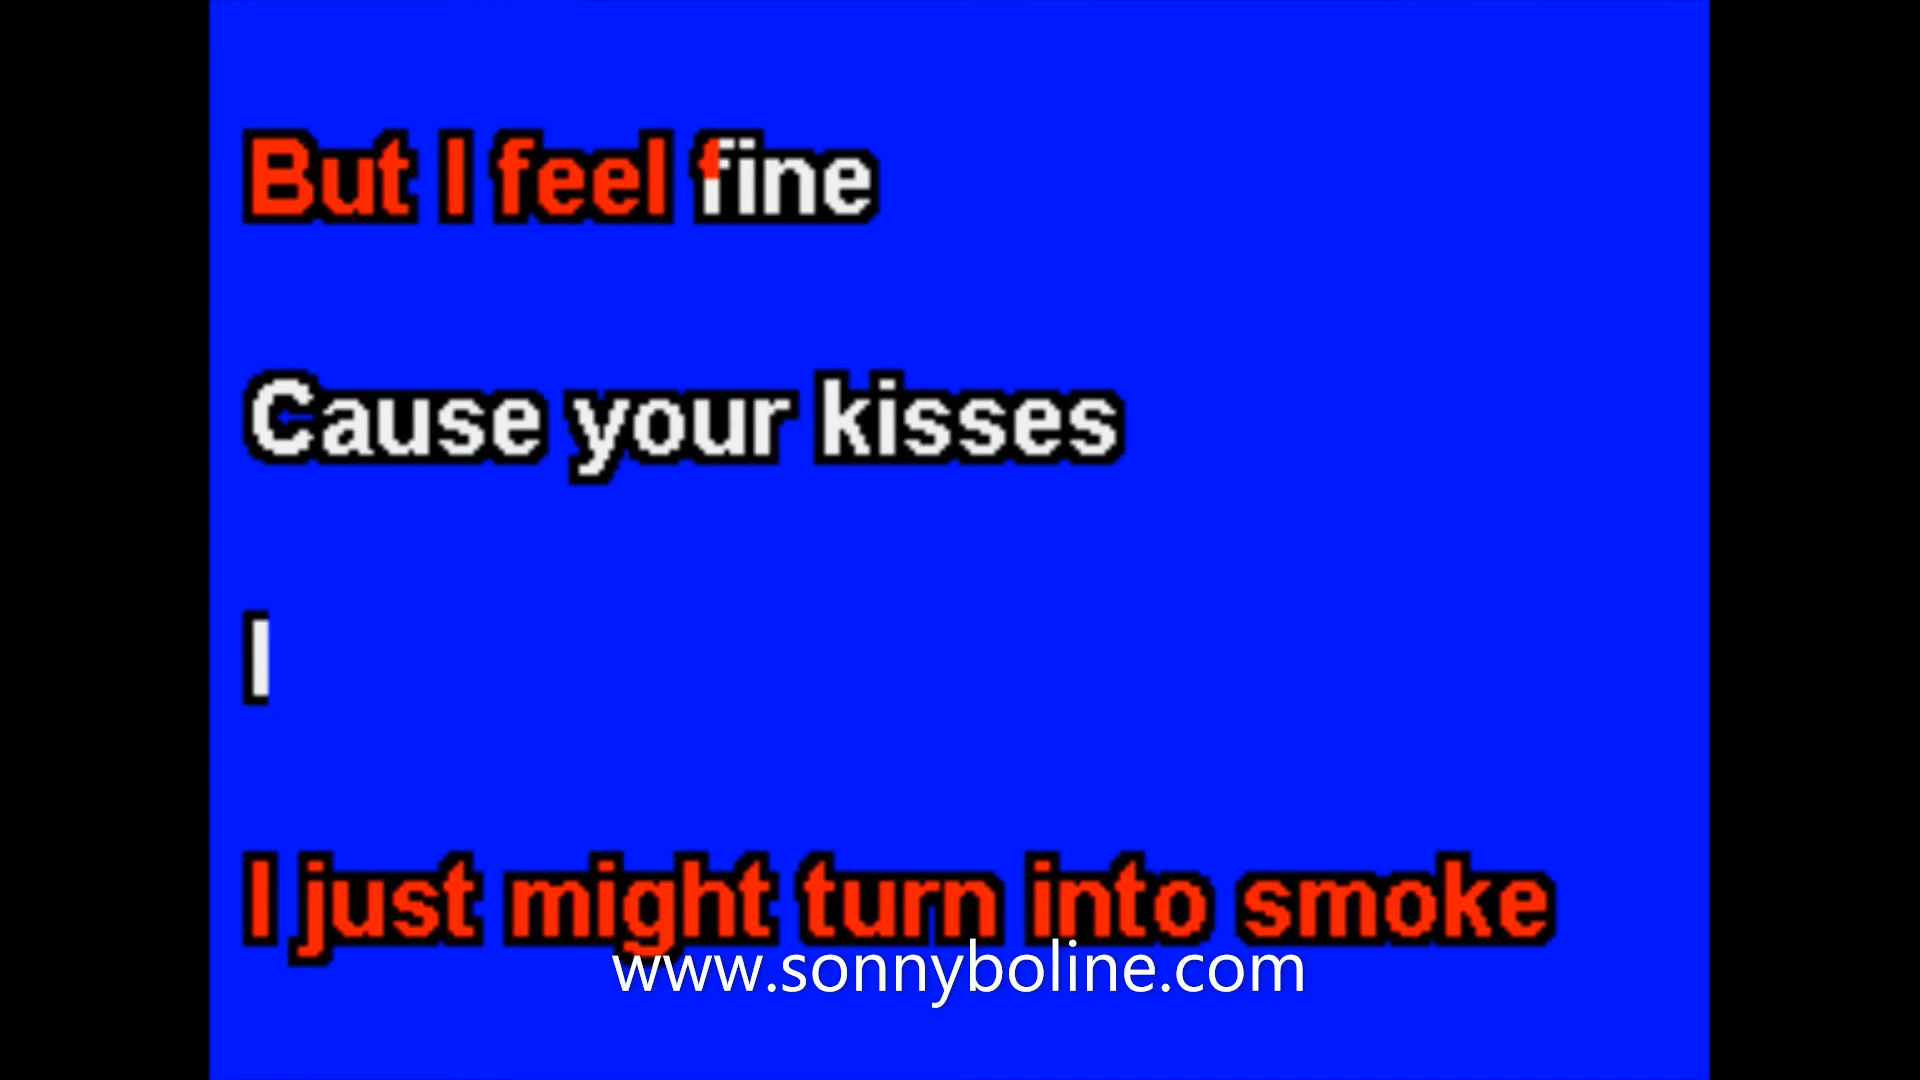 But I feel fine
Cause your kisses
I
I just might turn into smoke
www.sonnyboline.com